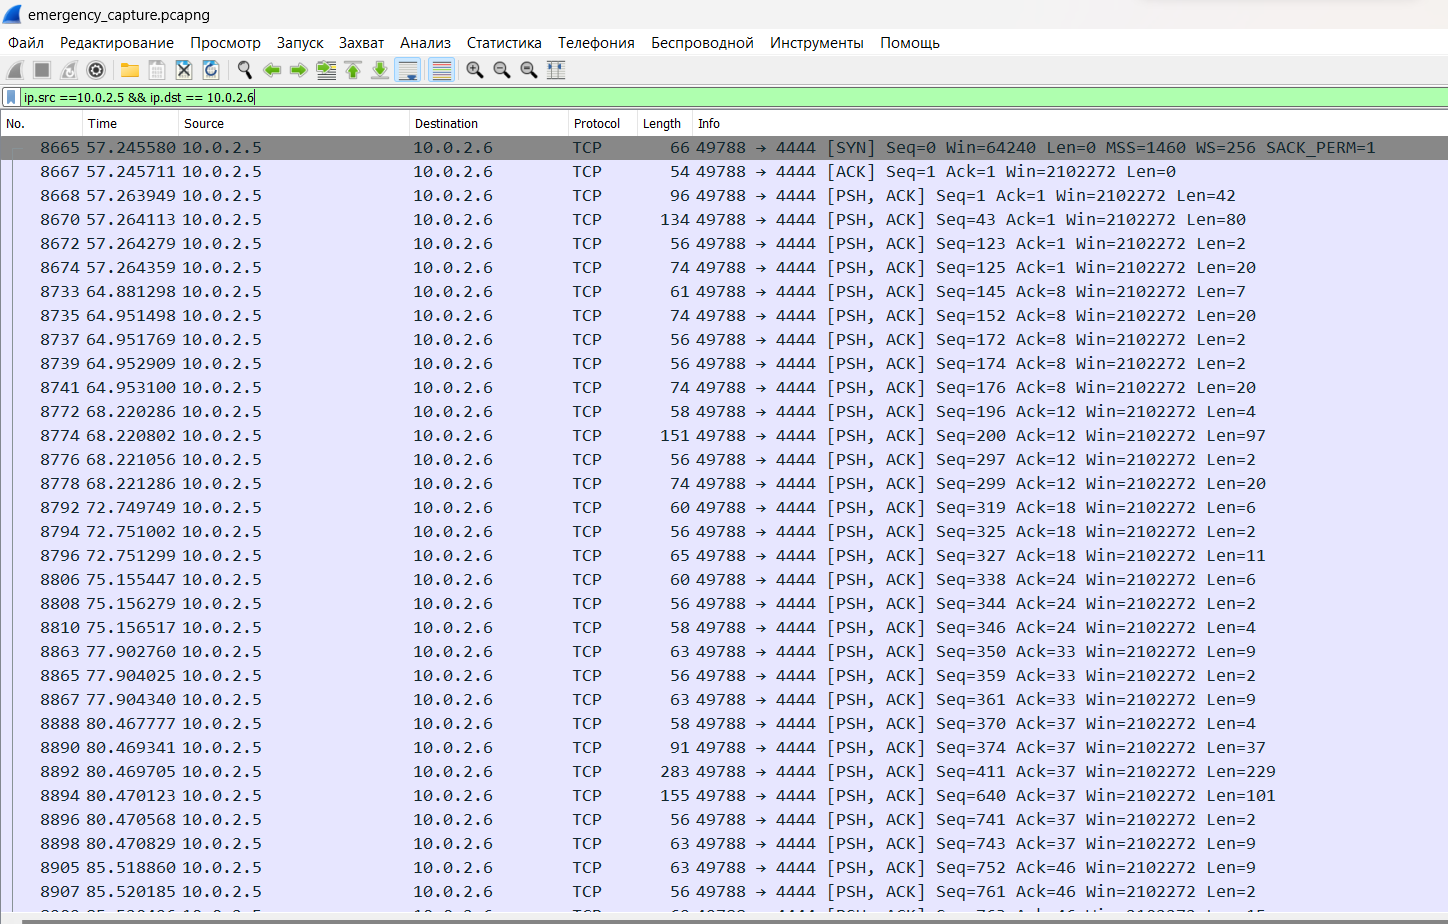 emergency_capture.pcapng
Файл Редактирование Просмотр Запуск Захват Анализ Статистика Телефония Беспроводной Инструменты Помощь
ip.src ==10.0.2.5 && ip.dst == 10.0.2.6
No. Time Source Destination Protocol Length Info
8665 57.245580 10.0.2.5 10.0.2.6 TCP 66 49788 → 4444 [SYN] Seq=0 Win=64240 Len=0 MSS=1460 WS=256 SACK_PERM=1
8667 57.245711 10.0.2.5 10.0.2.6 TCP 54 49788 → 4444 [ACK] Seq=1 Ack=1 Win=2102272 Len=0
8668 57.263949 10.0.2.5 10.0.2.6 TCP 96 49788 → 4444 [PSH, ACK] Seq=1 Ack=1 Win=2102272 Len=42
8670 57.264113 10.0.2.5 10.0.2.6 TCP 134 49788 → 4444 [PSH, ACK] Seq=43 Ack=1 Win=2102272 Len=80
8672 57.264279 10.0.2.5 10.0.2.6 TCP 56 49788 → 4444 [PSH, ACK] Seq=123 Ack=1 Win=2102272 Len=2
8674 57.264359 10.0.2.5 10.0.2.6 TCP 74 49788 → 4444 [PSH, ACK] Seq=125 Ack=1 Win=2102272 Len=20
8733 64.881298 10.0.2.5 10.0.2.6 TCP 61 49788 → 4444 [PSH, ACK] Seq=145 Ack=8 Win=2102272 Len=7
8735 64.951498 10.0.2.5 10.0.2.6 TCP 74 49788 → 4444 [PSH, ACK] Seq=152 Ack=8 Win=2102272 Len=20
8737 64.951769 10.0.2.5 10.0.2.6 TCP 56 49788 → 4444 [PSH, ACK] Seq=172 Ack=8 Win=2102272 Len=2
8739 64.952909 10.0.2.5 10.0.2.6 TCP 56 49788 → 4444 [PSH, ACK] Seq=174 Ack=8 Win=2102272 Len=2
8741 64.953100 10.0.2.5 10.0.2.6 TCP 74 49788 → 4444 [PSH, ACK] Seq=176 Ack=8 Win=2102272 Len=20
8772 68.220286 10.0.2.5 10.0.2.6 TCP 58 49788 → 4444 [PSH, ACK] Seq=196 Ack=12 Win=2102272 Len=4
8774 68.220802 10.0.2.5 10.0.2.6 TCP 151 49788 → 4444 [PSH, ACK] Seq=200 Ack=12 Win=2102272 Len=97
8776 68.221056 10.0.2.5 10.0.2.6 TCP 56 49788 → 4444 [PSH, ACK] Seq=297 Ack=12 Win=2102272 Len=2
8778 68.221286 10.0.2.5 10.0.2.6 TCP 74 49788 → 4444 [PSH, ACK] Seq=299 Ack=12 Win=2102272 Len=20
8792 72.749749 10.0.2.5 10.0.2.6 TCP 60 49788 → 4444 [PSH, ACK] Seq=319 Ack=18 Win=2102272 Len=6
8794 72.751002 10.0.2.5 10.0.2.6 TCP 56 49788 → 4444 [PSH, ACK] Seq=325 Ack=18 Win=2102272 Len=2
8796 72.751299 10.0.2.5 10.0.2.6 TCP 65 49788 → 4444 [PSH, ACK] Seq=327 Ack=18 Win=2102272 Len=11
8806 75.155447 10.0.2.5 10.0.2.6 TCP 60 49788 → 4444 [PSH, ACK] Seq=338 Ack=24 Win=2102272 Len=6
8808 75.156279 10.0.2.5 10.0.2.6 TCP 56 49788 → 4444 [PSH, ACK] Seq=344 Ack=24 Win=2102272 Len=2
8810 75.156517 10.0.2.5 10.0.2.6 TCP 58 49788 → 4444 [PSH, ACK] Seq=346 Ack=24 Win=2102272 Len=4
8863 77.902760 10.0.2.5 10.0.2.6 TCP 63 49788 → 4444 [PSH, ACK] Seq=350 Ack=33 Win=2102272 Len=9
8865 77.904025 10.0.2.5 10.0.2.6 TCP 56 49788 → 4444 [PSH, ACK] Seq=359 Ack=33 Win=2102272 Len=2
8867 77.904340 10.0.2.5 10.0.2.6 TCP 63 49788 → 4444 [PSH, ACK] Seq=361 Ack=33 Win=2102272 Len=9
8888 80.467777 10.0.2.5 10.0.2.6 TCP 58 49788 → 4444 [PSH, ACK] Seq=370 Ack=37 Win=2102272 Len=4
8890 80.469341 10.0.2.5 10.0.2.6 TCP 91 49788 → 4444 [PSH, ACK] Seq=374 Ack=37 Win=2102272 Len=37
8892 80.469705 10.0.2.5 10.0.2.6 TCP 283 49788 → 4444 [PSH, ACK] Seq=411 Ack=37 Win=2102272 Len=229
8894 80.470123 10.0.2.5 10.0.2.6 TCP 155 49788 → 4444 [PSH, ACK] Seq=640 Ack=37 Win=2102272 Len=101
8896 80.470568 10.0.2.5 10.0.2.6 TCP 56 49788 → 4444 [PSH, ACK] Seq=741 Ack=37 Win=2102272 Len=2
8898 80.470829 10.0.2.5 10.0.2.6 TCP 63 49788 → 4444 [PSH, ACK] Seq=743 Ack=37 Win=2102272 Len=9
8905 85.518860 10.0.2.5 10.0.2.6 TCP 63 49788 → 4444 [PSH, ACK] Seq=752 Ack=46 Win=2102272 Len=9
8907 85.520185 10.0.2.5 10.0.2.6 TCP 56 49788 → 4444 [PSH, ACK] Seq=761 Ack=46 Win=2102272 Len=2